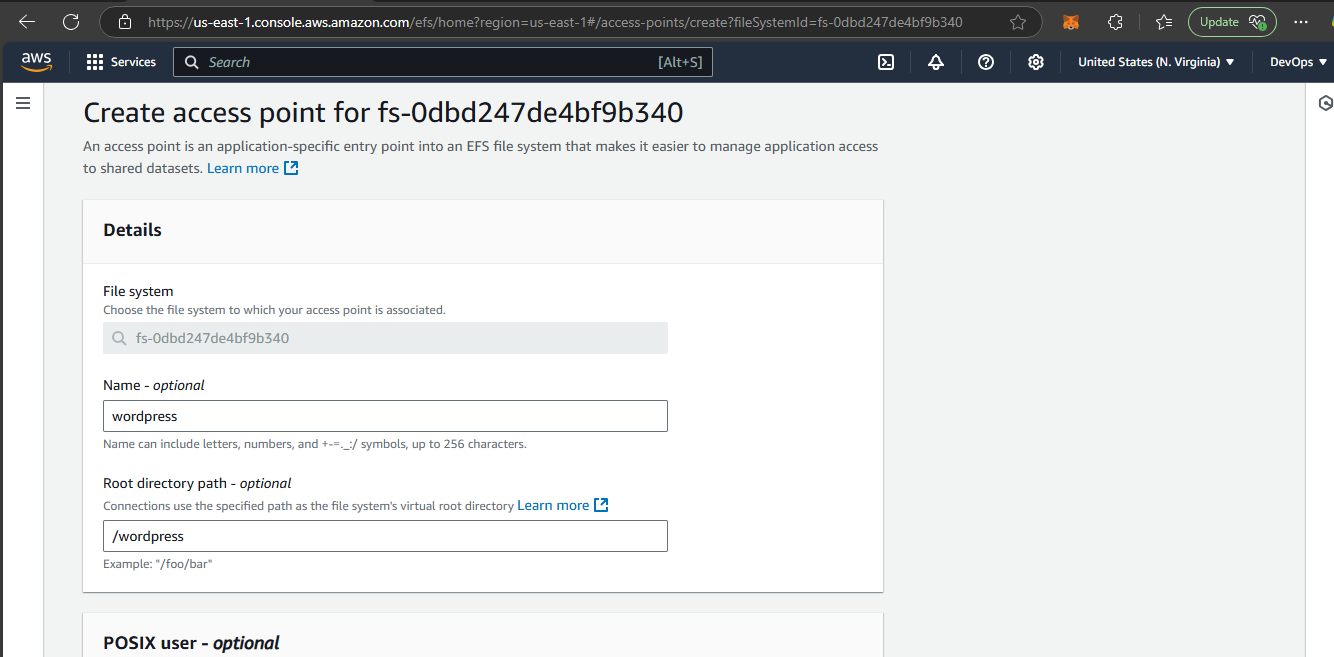 https://us-east-1.console.aws.amazon.com/efs/home?region=us-east-1#/access-points/create?fileSystemId=fs-0dbd247de4bf9b340
Update
aws
Services
Search
[Alt+S]
United States (N. Virginia)
DevOps
Create access point for fs-0dbd247de4bf9b340
An access point is an application-specific entry point into an EFS file system that makes it easier to manage application access
to shared datasets. Learn more
Details
File system
Choose the file system to which your access point is associated.
fs-0dbd247de4bf9b340
Name - optional
wordpress
Name can include letters, numbers, and +-=._:/ symbols, up to 256 characters.
Root directory path - optional
Connections use the specified path as the file system's virtual root directory Learn more
/wordpress
Example: "/foo/bar"
POSIX user - optional